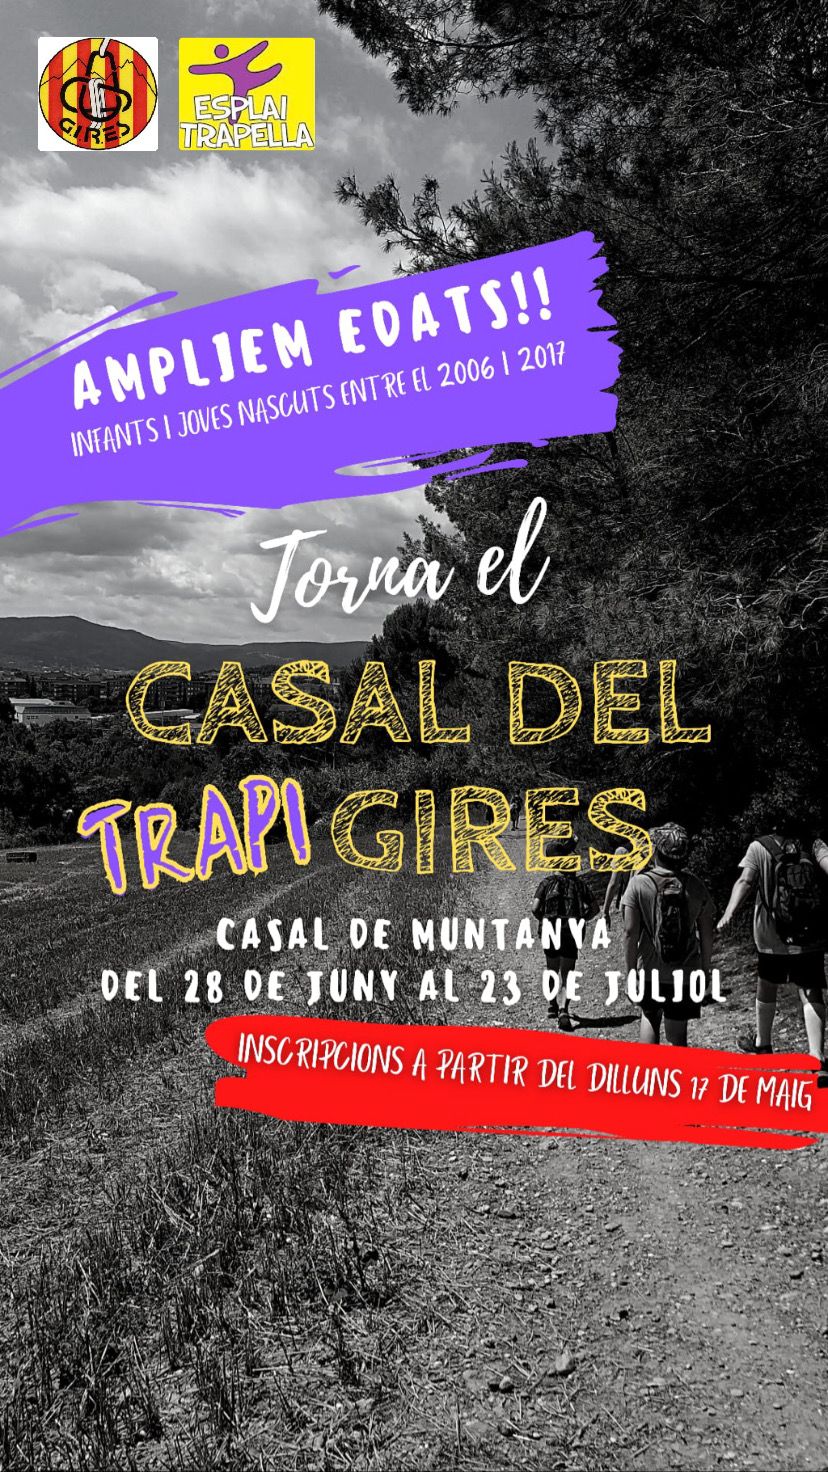 G.I.R.E.S
ESPLAI
TRAPELLA
AMPLIEM EDATS!!
INFANTS I JOVES NASCUTS ENTRE EL 2006 I 2017
Torna el
CASAL DEL
TRAPI GIRES
CASAL DE MUNTANYA
DEL 28 DE JUNY AL 23 DE JULIOL
INSCRIPCIONS A PARTIR DEL DILLUNS 17 DE MAIG